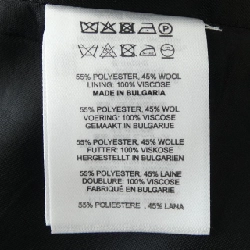 55% POLYESTER, 45% WOOL
LINING: 100% VISCOSE
MADE IN BULGARIA
55% POLYESTER, 45% WOL
VOERING: 100% VISCOSE
GEMAAKT IN BULGARIJE
55% POLYESTER, 45% WOLLE
FUTTER: 100% VISKOSE
HERGESTELLT IN BULGARIEN
55% POLYESTER, 45% LAINE
DOUBLURE: 100% VISCOSE
FABRIQUÉ EN BULGARIE
55% POLIESTERE , 45% LANA